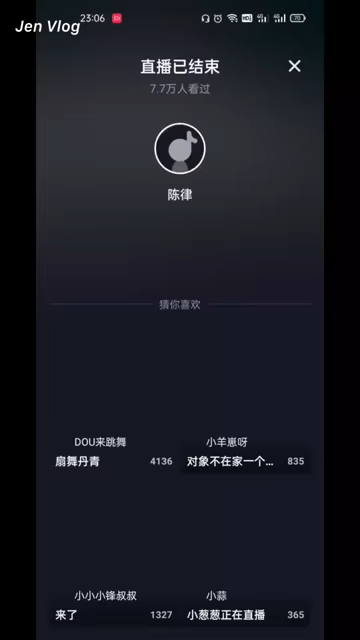 23:06
Jen Vlog
直播已结束
7.7万人看过
陈律
猜你喜欢
DOU来跳舞
扇舞丹青 4136
小羊崽呀
对象不在家一个... 835
小小小锋叔叔
来了 1327
小蒜
小葱葱正在直播 365